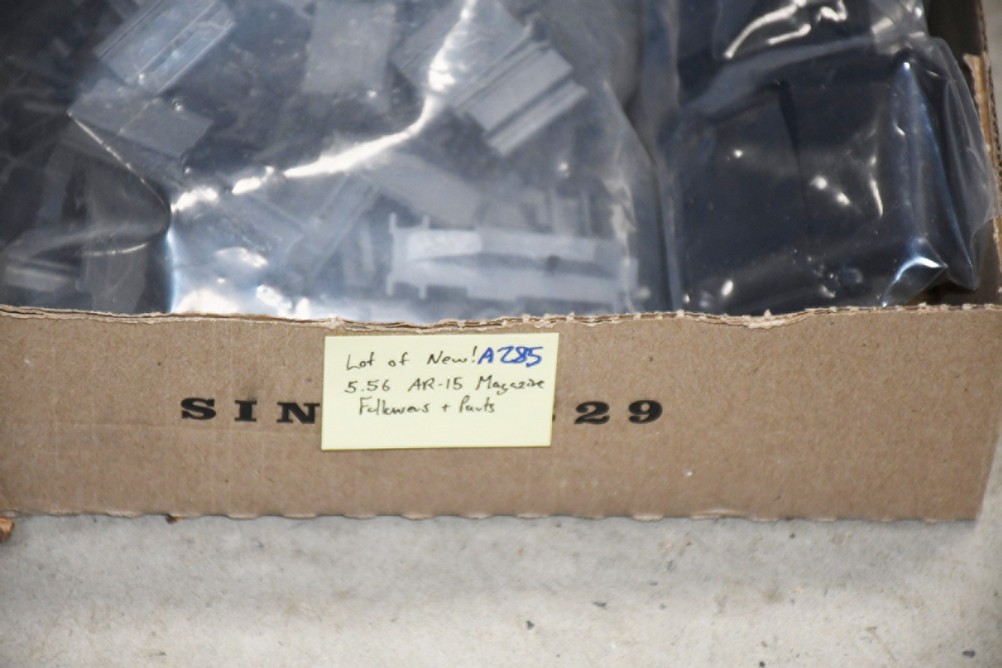 Lot of New! A285
5.56 AR-15 Magazine
Followers + Parts
SIN 29